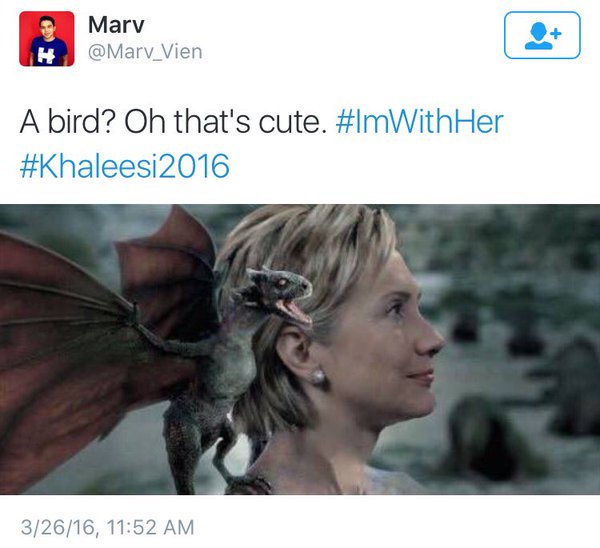 Marv
@Marv_Vien
A bird? Oh that's cute. #ImWithHer
#Khaleesi2016
3/26/16, 11:52 AM
H